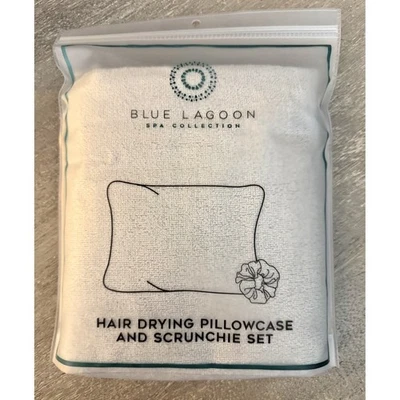 BLUE LAGOON
SPA COLLECTION
HAIR DRYING PILLOWCASE
AND SCRUNCHIE SET